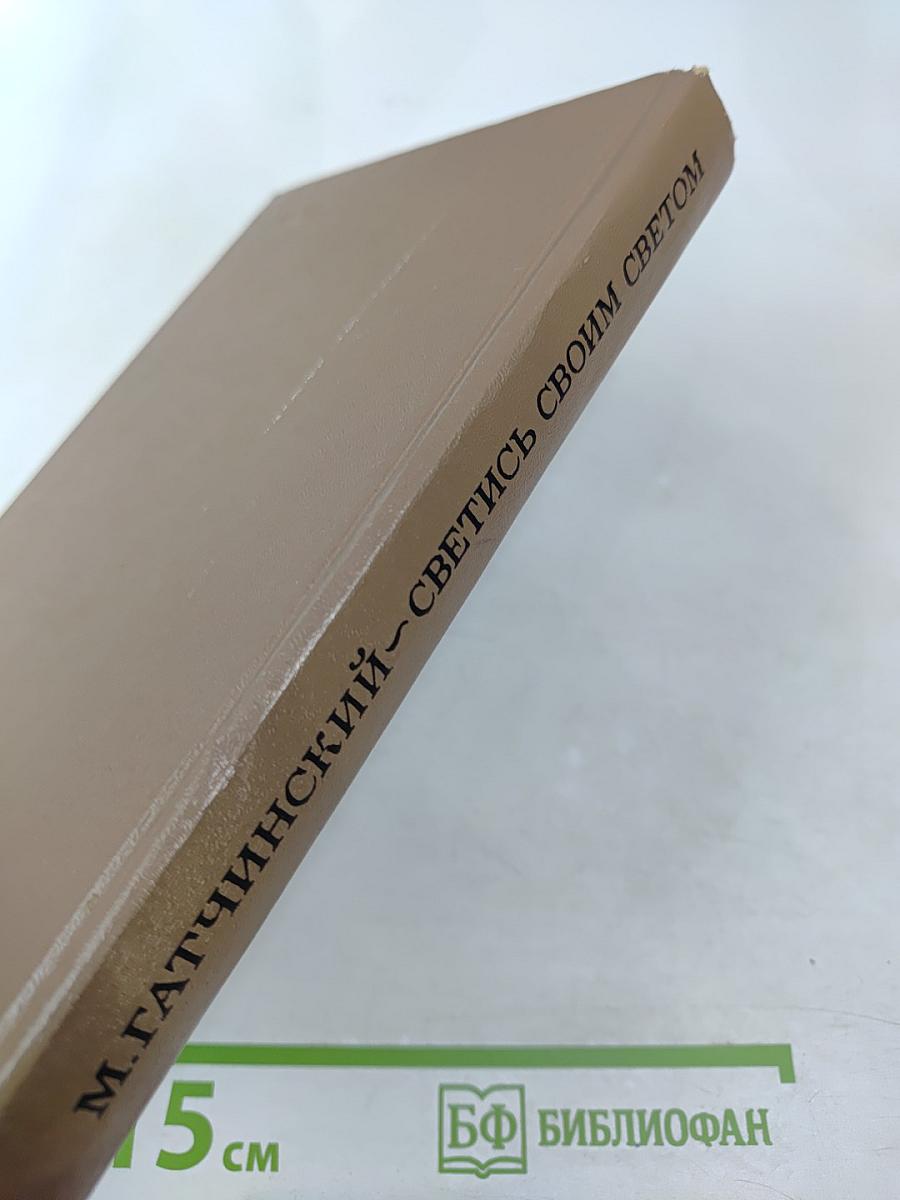 М. ГАТЧИНСКИЙ ~ СВЕТИСЬ СВОИМ СВЕТОМ
15 см
БФ БИБЛИОФАН